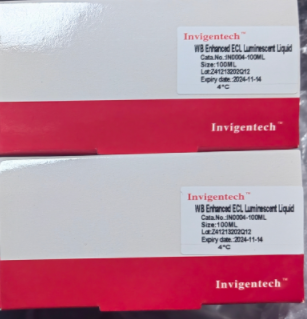 Invigentech™
WB Enhanced ECL Luminescent Liquid
Cata.No.:IN0004-100ML
Size:100ML
Lot:Z41213202Q12
Expiry date.:2024-11-14
4°C
Invigentech™
Invigentech™
WB Enhanced ECL Luminescent Liquid
Cata.No.:IN0004-100ML
Size:100ML
Lot:Z41213202Q12
Expiry date.:2024-11-14
4°C
Invigentech™